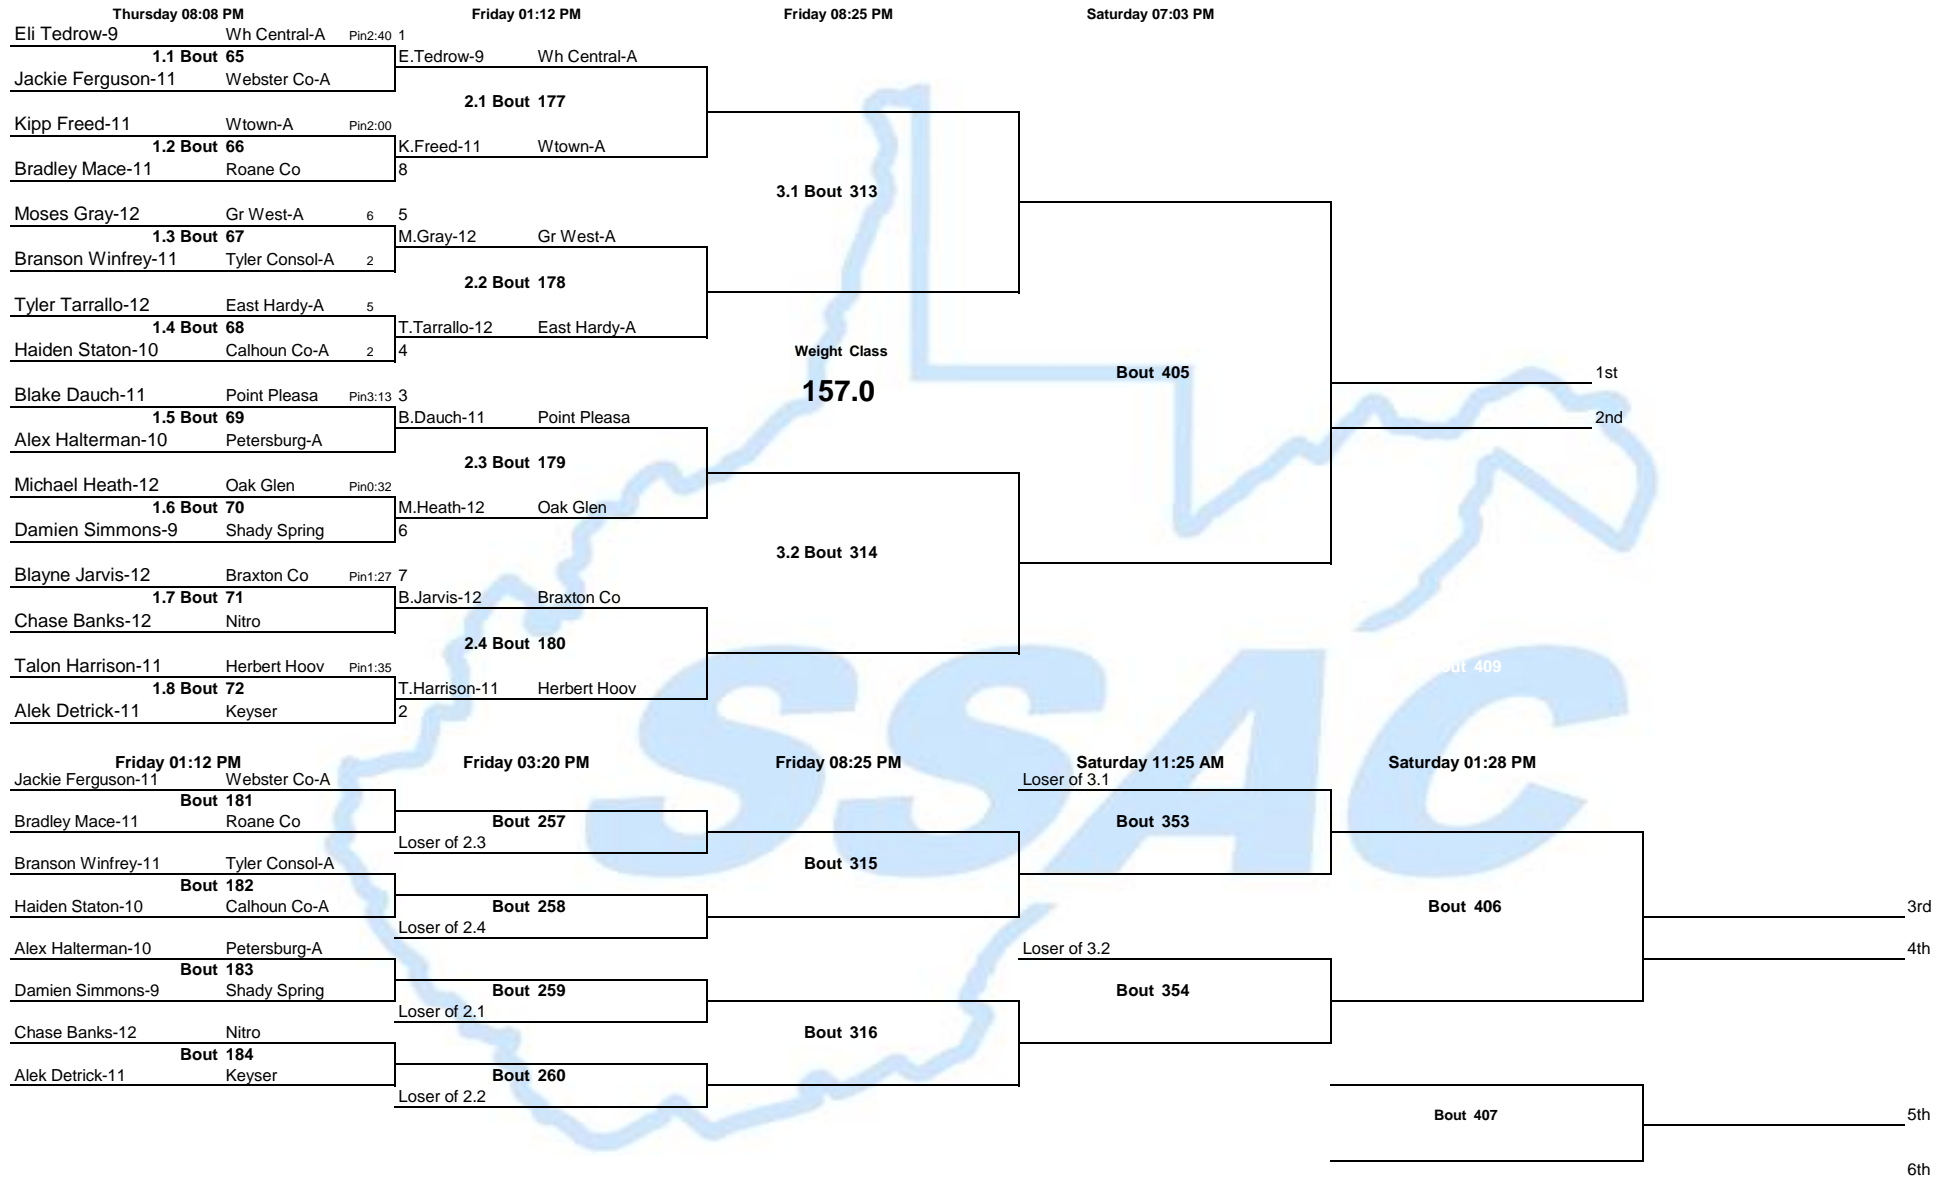 Thursday 08:08 PM Friday 01:12 PM Friday 08:25 PM Saturday 07:03 PM
Eli Tedrow-9 Wh Central-A Pin2:40 1
1.1 Bout 65 E.Tedrow-9 Wh Central-A
Jackie Ferguson-11 Webster Co-A
2.1 Bout 177
Kipp Freed-11 Wtown-A Pin2:00
1.2 Bout 66 K.Freed-11 Wtown-A
Bradley Mace-11 Roane Co 8
3.1 Bout 313
Moses Gray-12 Gr West-A 6 5
1.3 Bout 67 M.Gray-12 Gr West-A
Branson Winfrey-11 Tyler Consol-A 2
2.2 Bout 178
Tyler Tarrallo-12 East Hardy-A 5
1.4 Bout 68 T.Tarrallo-12 East Hardy-A
Haiden Staton-10 Calhoun Co-A 2 4 Weight Class
Bout 405 1st
Blake Dauch-11 Point Pleasa Pin3:13 3 157.0
1.5 Bout 69 B.Dauch-11 Point Pleasa 2nd
Alex Halterman-10 Petersburg-A
2.3 Bout 179
Michael Heath-12 Oak Glen Pin0:32
1.6 Bout 70 M.Heath-12 Oak Glen
Damien Simmons-9 Shady Spring 6
3.2 Bout 314
Blayne Jarvis-12 Braxton Co Pin1:27 7
1.7 Bout 71 B.Jarvis-12 Braxton Co
Chase Banks-12 Nitro
2.4 Bout 180
Talon Harrison-11 Herbert Hoov Pin1:35 409
1.8 Bout 72 T.Harrison-11 Herbert Hoov
Alek Detrick-11 Keyser 2
SSAC
Friday 01:12 PM Friday 03:20 PM Friday 08:25 PM Saturday 11:25 AM Saturday 01:28 PM
Jackie Ferguson-11 Webster Co-A Loser of 3.1
Bout 181
Bradley Mace-11 Roane Co Bout 257 Bout 353
Loser of 2.3
Branson Winfrey-11 Tyler Consol-A Bout 315
Bout 182
Haiden Staton-10 Calhoun Co-A Bout 258 Bout 406 3rd
Loser of 2.4
Alex Halterman-10 Petersburg-A Loser of 3.2 4th
Bout 183
Damien Simmons-9 Shady Spring Bout 259 Bout 354
Loser of 2.1
Chase Banks-12 Nitro Bout 316
Bout 184
Alek Detrick-11 Keyser Bout 260
Loser of 2.2
Bout 407 5th
6th